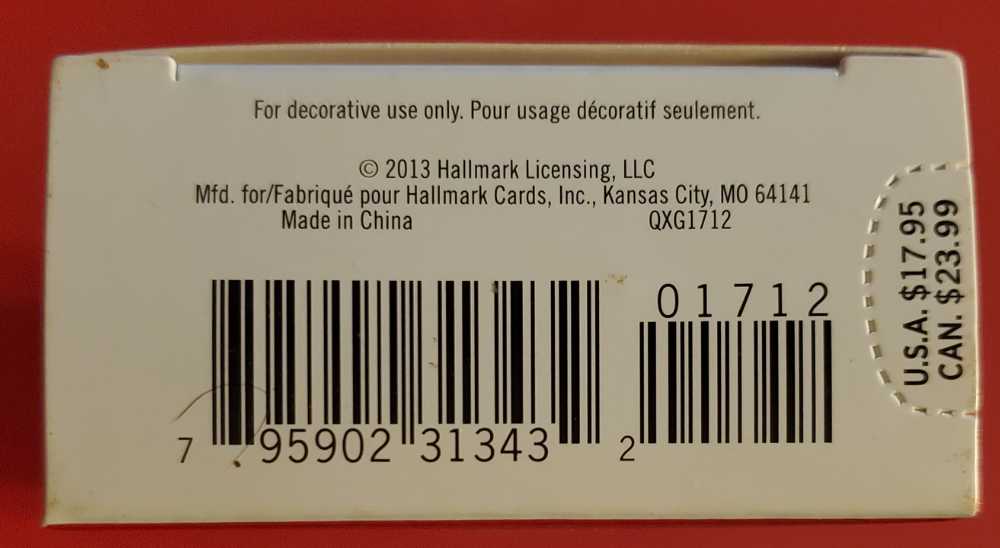 For decorative use only. Pour usage décoratif seulement.
© 2013 Hallmark Licensing, LLC
Mfd. for/Fabriqué pour Hallmark Cards, Inc., Kansas City, MO 64141
Made in China QXG1712
01712
7 95902 31343 2
U.S.A. $17.95
CAN. $23.99